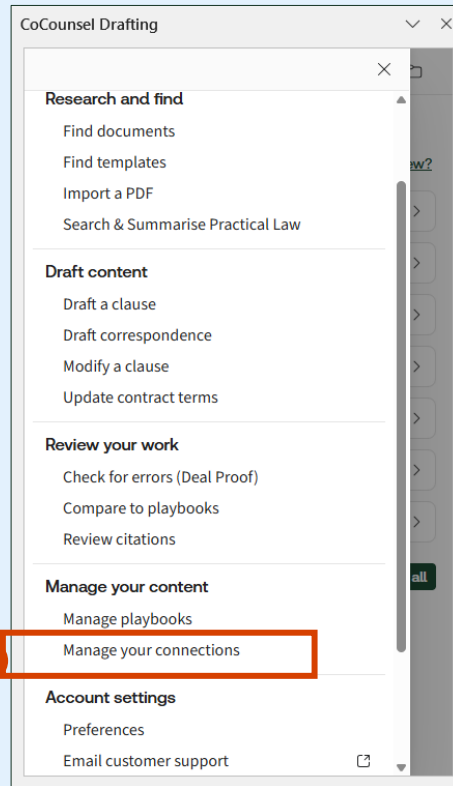 CoCounsel Drafting
Research and find
Find documents
Find templates
ew?
Import a PDF
Search & Summarise Practical Law
Draft content
Draft a clause
Draft correspondence
Modify a clause
Update contract terms
Review your work
Check for errors (Deal Proof)
Compare to playbooks
Review citations
Manage your content
all
Manage playbooks
Manage your connections
Account settings
Preferences
Email customer support